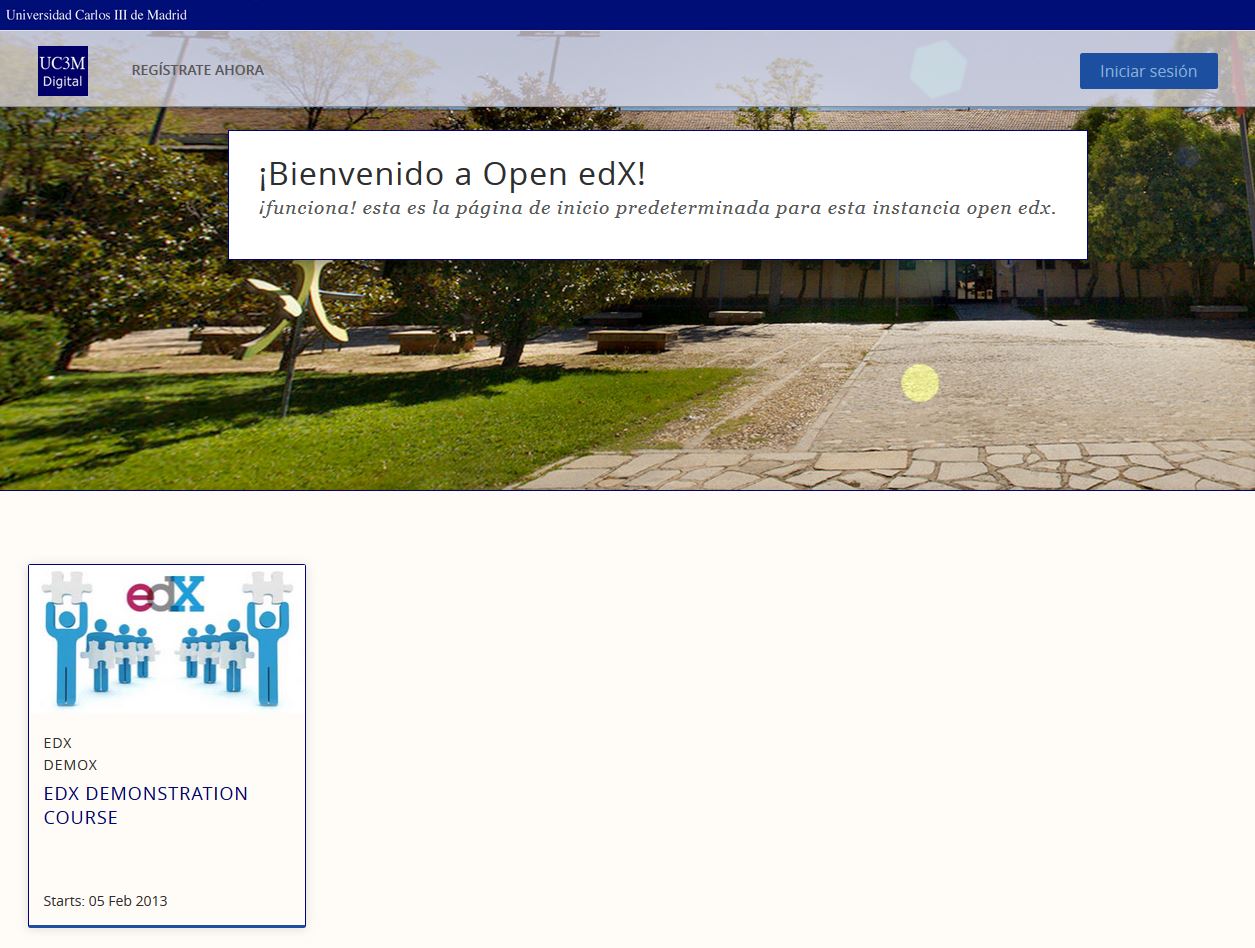 Universidad Carlos III de Madrid
UC3M
Digital
REGÍSTRATE AHORA
Iniciar sesión
¡Bienvenido a Open edX!
¡funciona! esta es la página de inicio predeterminada para esta instancia open edx.
edX
EDX
DEMOX
EDX DEMONSTRATION
COURSE
Starts: 05 Feb 2013